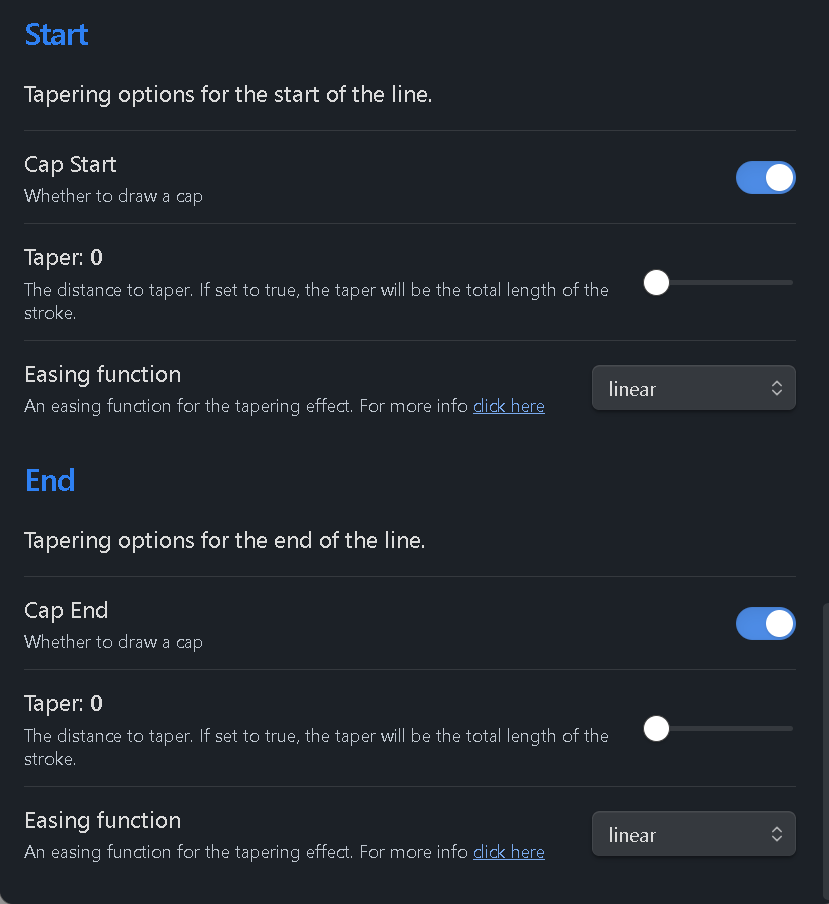 Start
Tapering options for the start of the line.
Cap Start
Whether to draw a cap
Taper: 0
The distance to taper. If set to true, the taper will be the total length of the
stroke.
Easing function
linear
An easing function for the tapering effect. For more info click here
End
Tapering options for the end of the line.
Cap End
Whether to draw a cap
Taper: 0
The distance to taper. If set to true, the taper will be the total length of the
stroke.
Easing function
linear
An easing function for the tapering effect. For more info click here